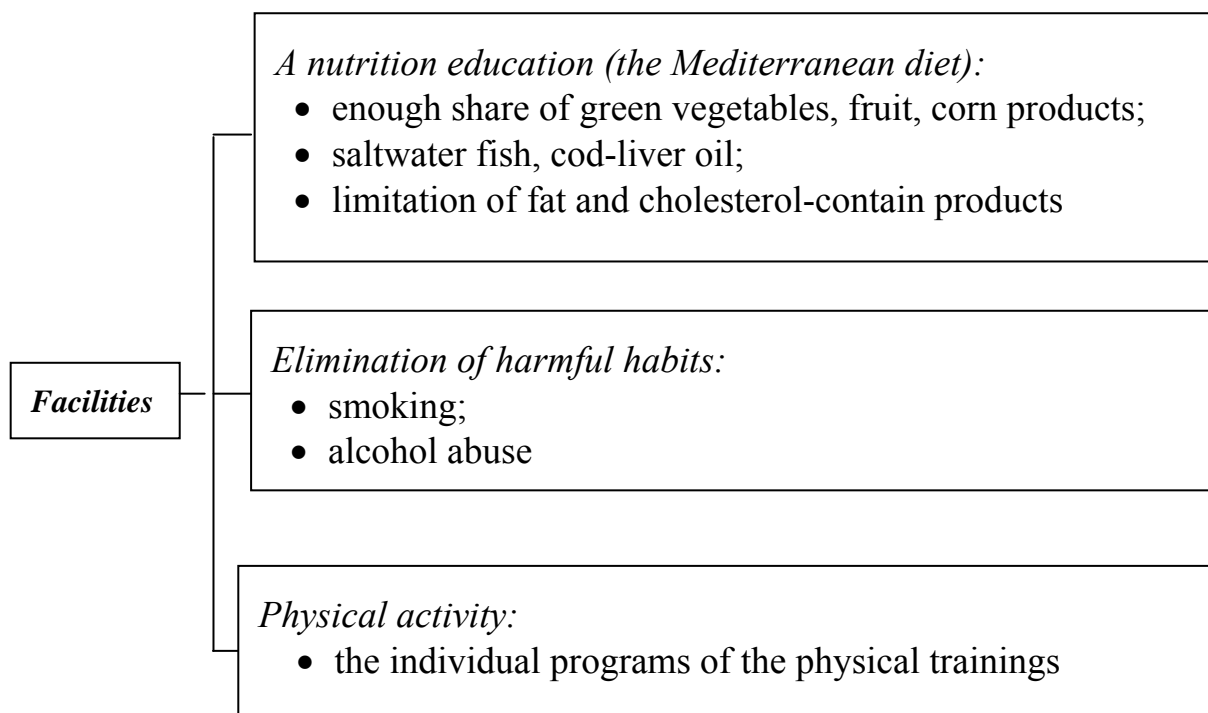 A nutrition education (the Mediterranean diet):
• enough share of green vegetables, fruit, corn products;
• saltwater fish, cod-liver oil;
• limitation of fat and cholesterol-contain products
Facilities
Elimination of harmful habits:
• smoking;
• alcohol abuse
Physical activity:
• the individual programs of the physical trainings